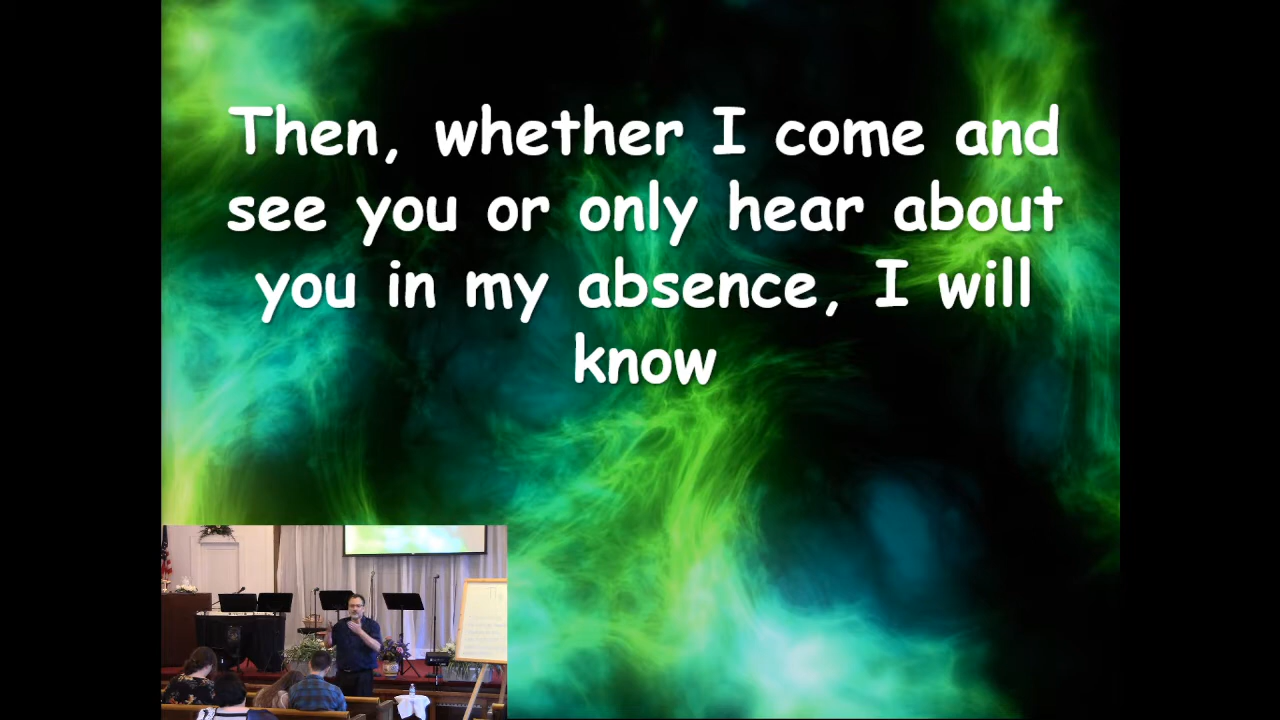 Then, whether I come and
see you or only hear about
you in my absence, I will
know